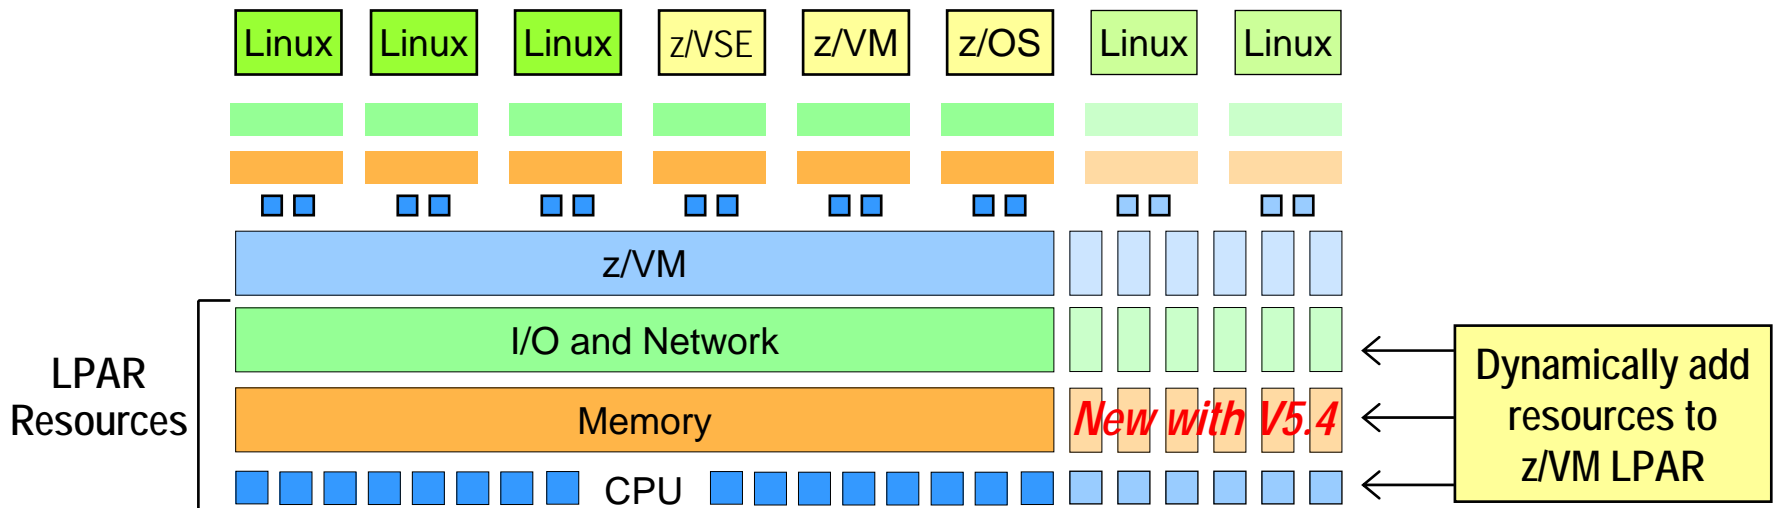 Linux Linux Linux z/VSE z/VM z/OS Linux Linux
z/VM
I/O and Network
LPAR
Resources
Memory
New with V5.4
CPU
Dynamically add
resources to
z/VM LPAR